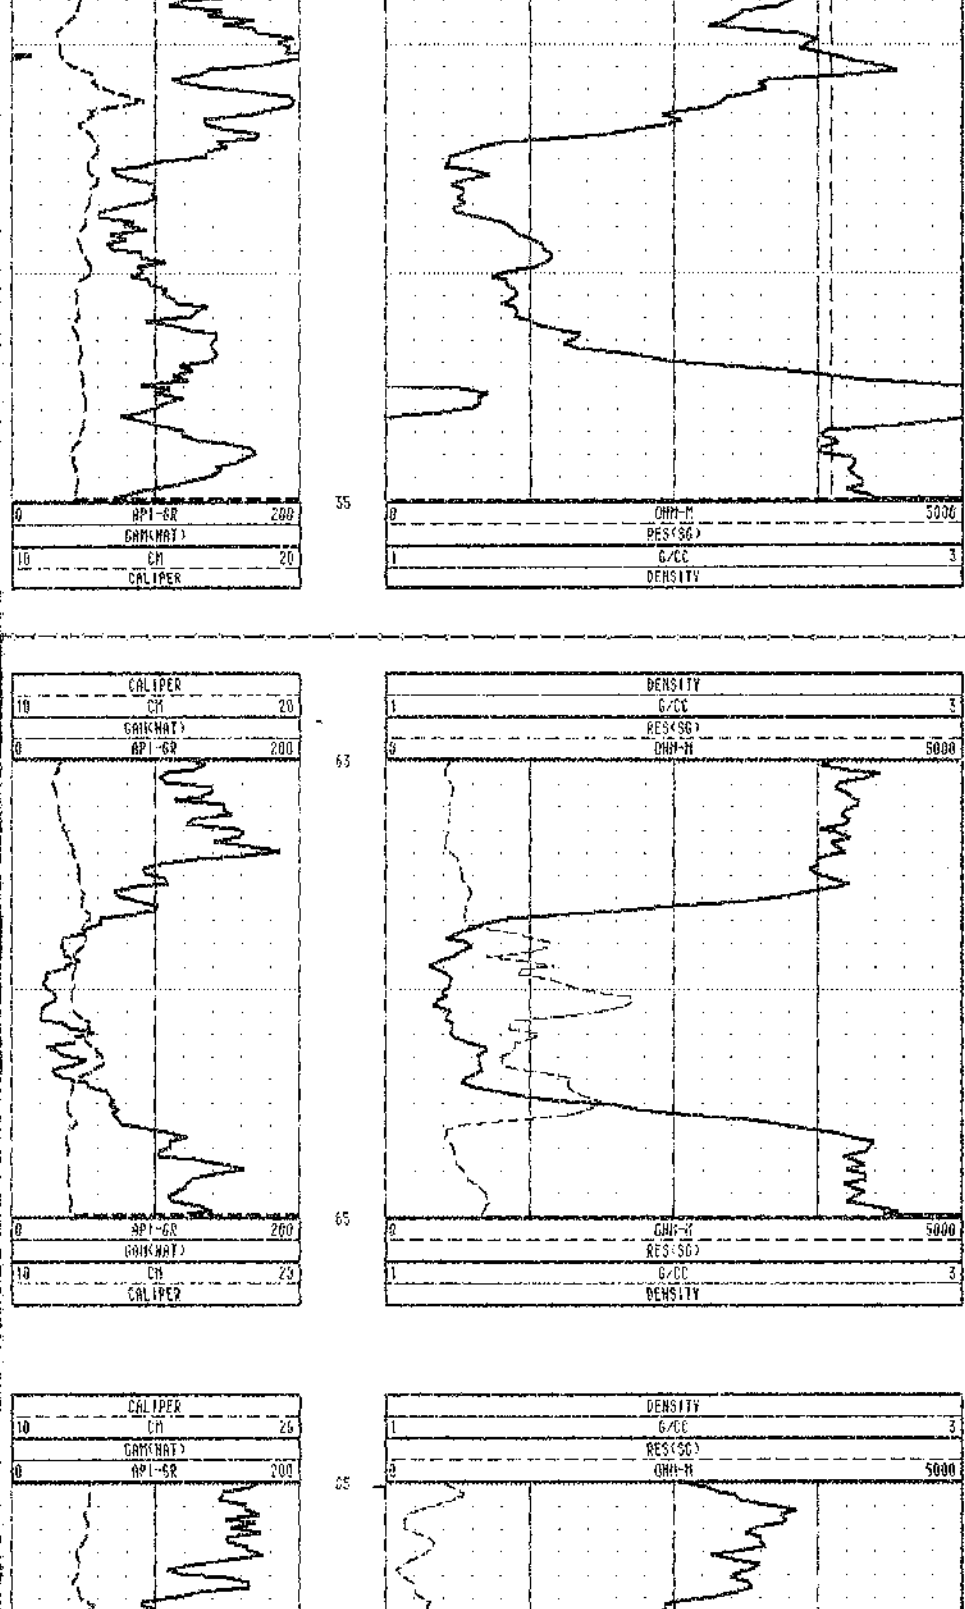 0 API-GR 200
GAM(NAT)
10 CM 20
CALIPER
35
0 OHM-M 5000
RES(SG)
1 G/CC 3
DENSITY
CALIPER
10 CM 20
GAM(NAT)
0 API-GR 200
63
DENSITY
1 G/CC 3
RES(SG)
0 OHM-M 5000
65
0 API-GR 200
GAM(NAT)
10 CM 20
CALIPER
0 OHM-M 5000
RES(SG)
1 G/CC 3
DENSITY
CALIPER
10 CM 20
GAM(NAT)
0 API-GR 200
DENSITY
1 G/CC 3
RES(SG)
0 OHM-M 5000